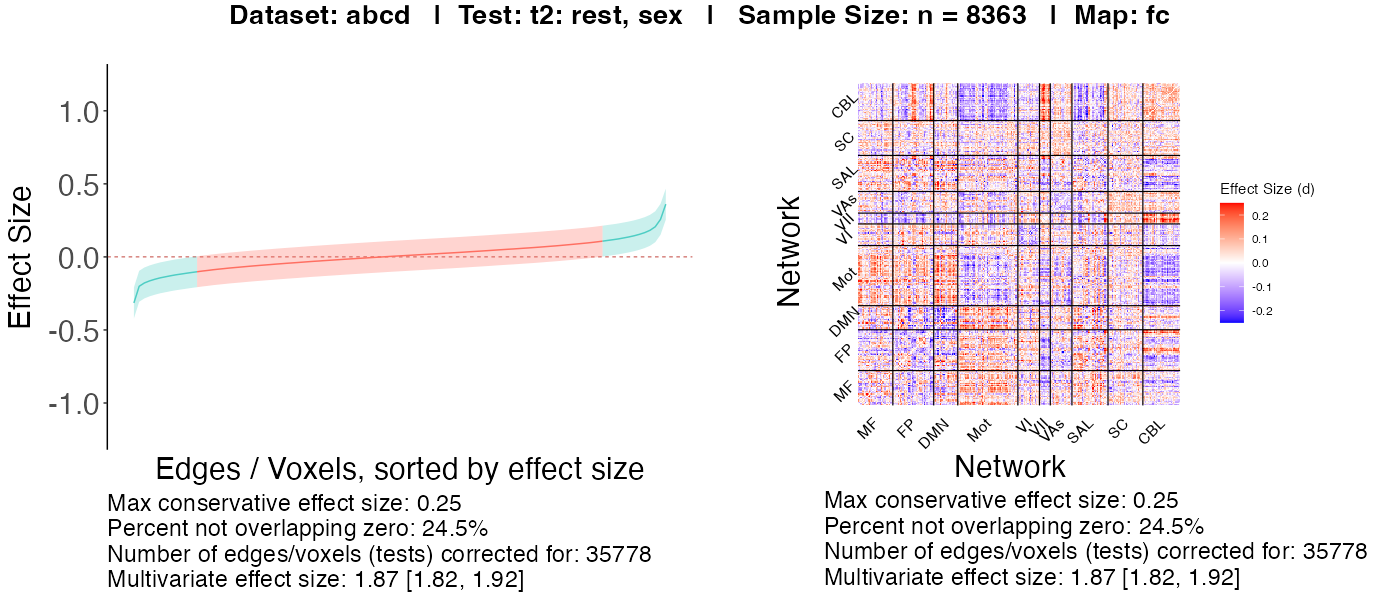 Dataset: abcd | Test: t2: rest, sex | Sample Size: n = 8363 | Map: fc
Effect Size
1.0
0.5
0.0
-0.5
-1.0
Edges / Voxels, sorted by effect size
Max conservative effect size: 0.25
Percent not overlapping zero: 24.5%
Number of edges/voxels (tests) corrected for: 35778
Multivariate effect size: 1.87 [1.82, 1.92]
Network
CBL
SC
SAL
VAs
VII
VI
Mot
DMN
FP
MF
MF FP DMN Mot VI VII VAs SAL SC CBL
Network
Effect Size (d)
0.2
0.1
0.0
-0.1
-0.2
Max conservative effect size: 0.25
Percent not overlapping zero: 24.5%
Number of edges/voxels (tests) corrected for: 35778
Multivariate effect size: 1.87 [1.82, 1.92]